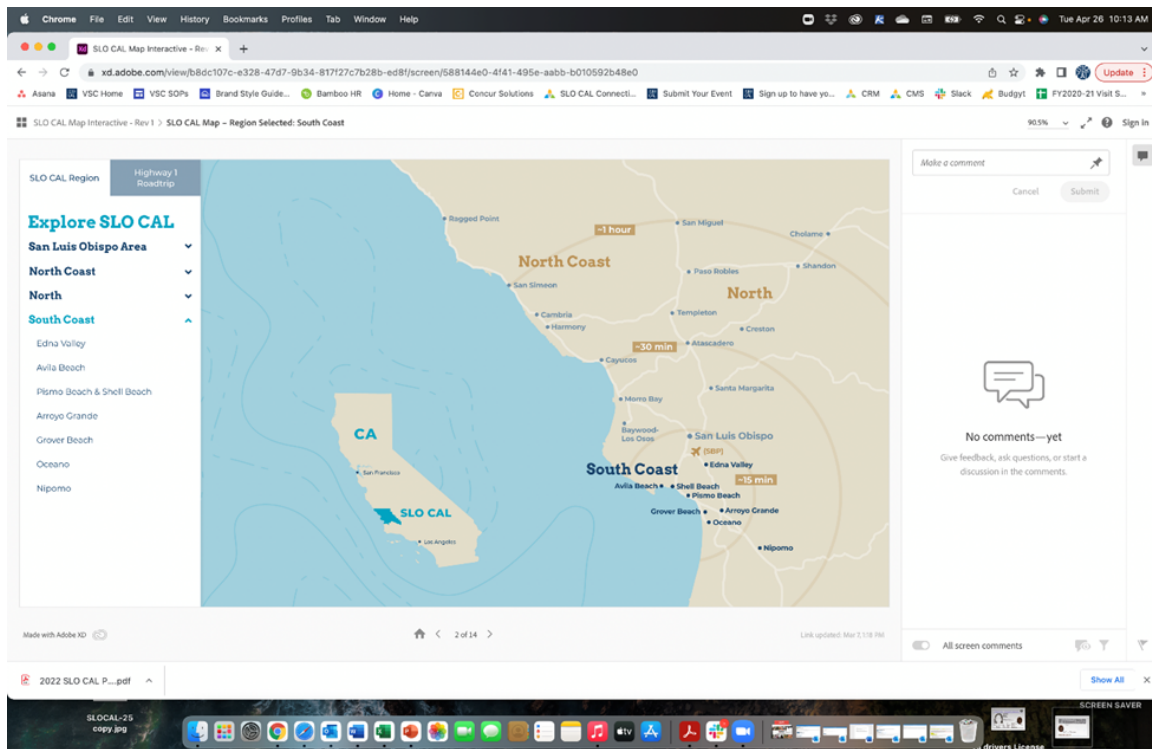 Chrome File Edit View History Bookmarks Profiles Tab Window Help
Tue Apr 26 10:13 AM
SLO CAL Map Interactive - Rev
xd.adobe.com/view/b8dc107c-e328-47d7-9b34-817f27c7b28b-ed8f/screen/588144e0-4f41-495e-aabb-b010592b48e0
Update
Asana VSC Home VSC SOPs Brand Style Guide... Bamboo HR Home - Canva Concur Solutions SLO CAL Connecti... Submit Your Event Sign up to have yo... CRM CMS Slack Budgyt FY2020-21 Visit S... »
SLO CAL Map Interactive - Rev 1 > SLO CAL Map – Region Selected: South Coast
90.5%
Sign in
SLO CAL Region
Highway 1
Roadtrip
Explore SLO CAL
San Luis Obispo Area
North Coast
North
South Coast
Edna Valley
Avila Beach
Pismo Beach & Shell Beach
Arroyo Grande
Grover Beach
Oceano
Nipomo
Ragged Point
~1 hour
San Miguel
Cholame
North Coast
Paso Robles
Shandon
San Simeon
North
Cambria
Templeton
Harmony
Creston
~30 min
Atascadero
Cayucos
Santa Margarita
Morro Bay
Baywood-
Los Osos
San Luis Obispo
(SBP)
South Coast
Edna Valley
~15 min
Avila Beach
Shell Beach
Pismo Beach
Grover Beach
Arroyo Grande
Oceano
Nipomo
CA
San Francisco
SLO CAL
Los Angeles
Make a comment
Cancel
Submit
No comments—yet
Give feedback, ask questions, or start a
discussion in the comments.
Made with Adobe XD
2 of 14
Link updated: Mar 7, 1:18 PM
All screen comments
2022 SLO CAL P....pdf
Show All
SLOCAL-25
copy.jpg
SCREEN SAVER
tv
drivers License